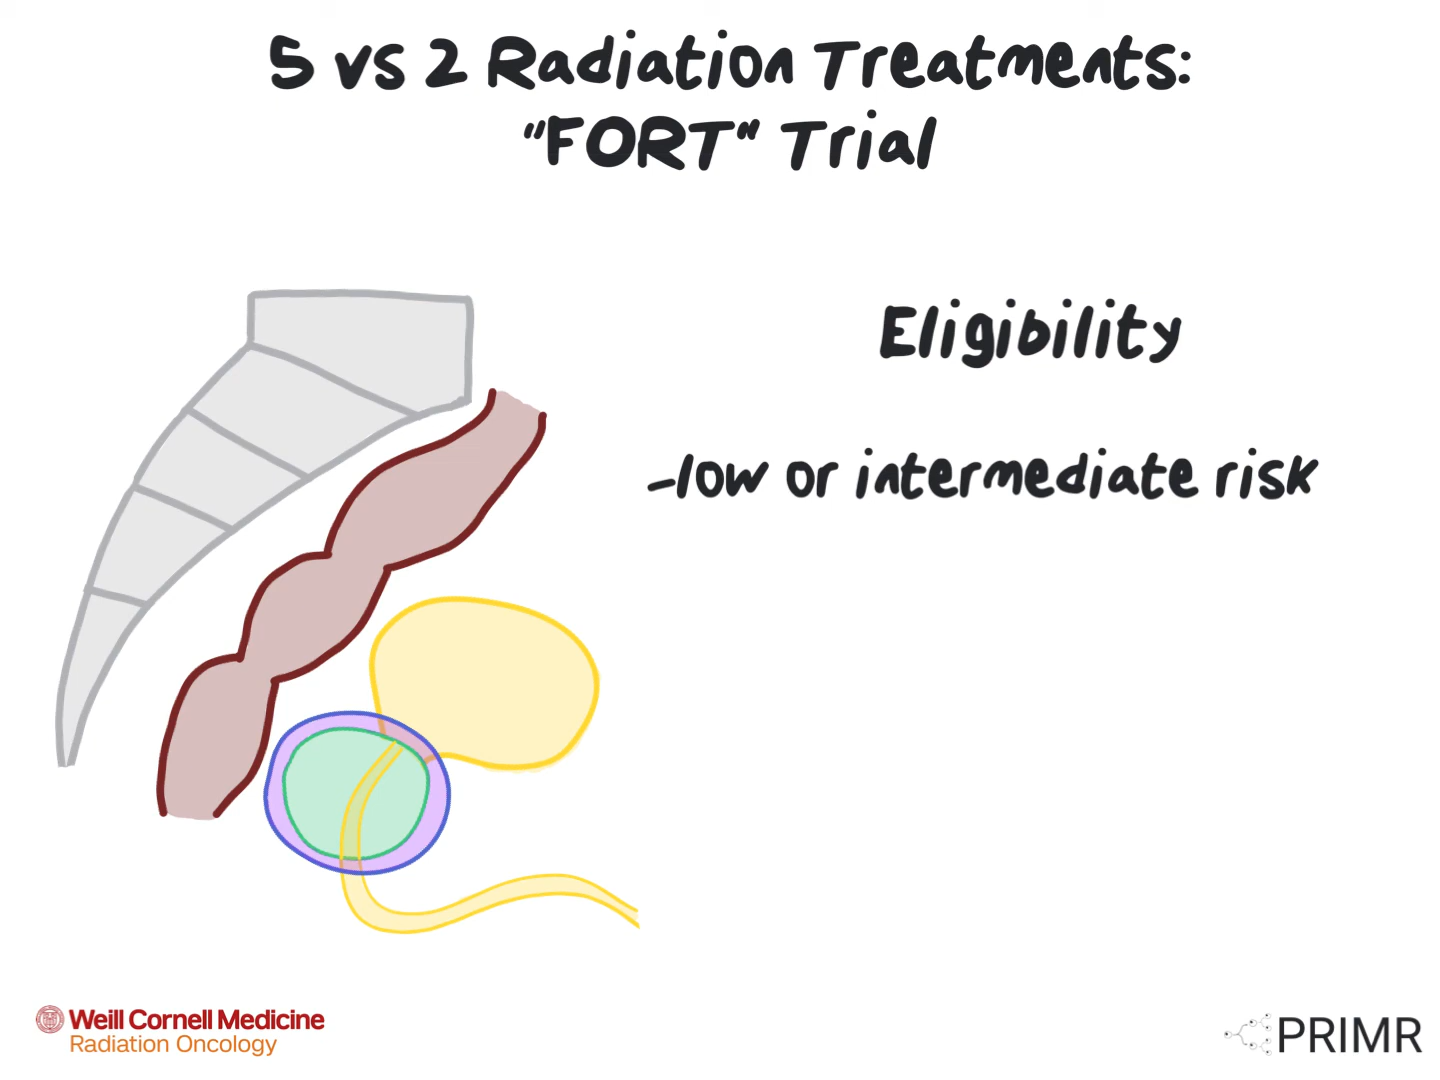 5 vs 2 Radiation Treatments:
"FORT" Trial
Eligibility
-low or intermediate risk
Weill Cornell Medicine
Radiation Oncology
PRIMR